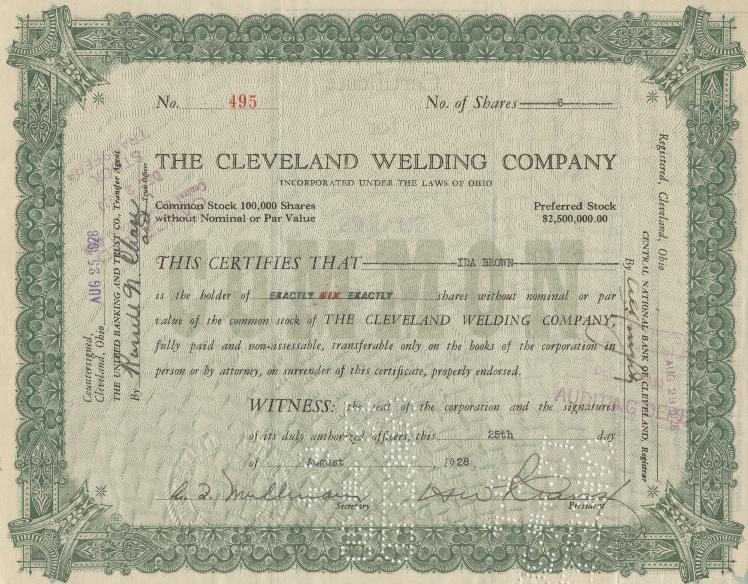 No. 495
No. of Shares 6
THE CLEVELAND WELDING COMPANY
INCORPORATED UNDER THE LAWS OF OHIO
Common Stock 100,000 Shares
without Nominal or Par Value
Preferred Stock
$2,500,000.00
COMMON
THIS CERTIFIES THAT IDA BROWN
is the holder of EXACTLY SIX EXACTLY shares without nominal or par
value of the common stock of THE CLEVELAND WELDING COMPANY,
fully paid and non-assessable, transferable only on the books of the corporation in
person or by attorney, on surrender of this certificate, properly endorsed.
WITNESS: the seal of the corporation and the signatures
of its duly authorized officers, this 25th day
of August, 1928
Secretary
President
Countersigned,
Cleveland, Ohio AUG 25 1928
THE UNITED BANKING AND TRUST CO., Transfer Agent
By
Trust Officer
Registered, Cleveland, Ohio
CENTRAL NATIONAL BANK OF CLEVELAND, Registrar
By
AUG 29 1928
AUDITING DEPT